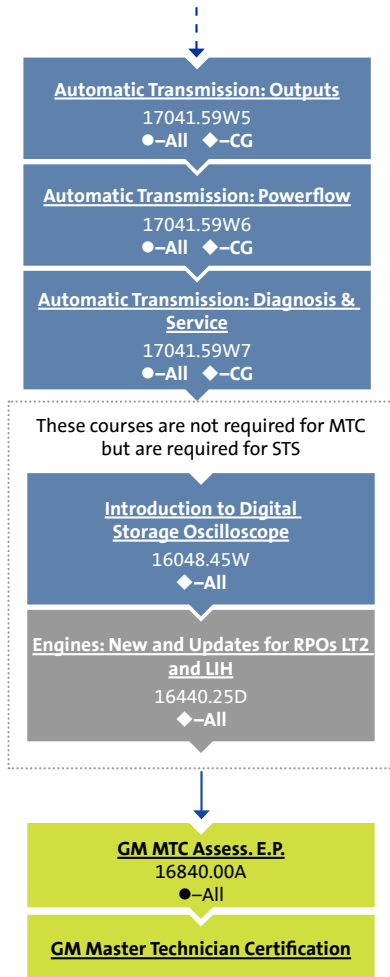 Automatic Transmission: Outputs
17041.59W5
●–All ◆–CG
Automatic Transmission: Powerflow
17041.59W6
●–All ◆–CG
Automatic Transmission: Diagnosis &
Service
17041.59W7
●–All ◆–CG
These courses are not required for MTC
but are required for STS
Introduction to Digital
Storage Oscilloscope
16048.45W
◆–All
Engines: New and Updates for RPOs LT2
and LIH
16440.25D
◆–All
GM MTC Assess. E.P.
16840.00A
●–All
GM Master Technician Certification